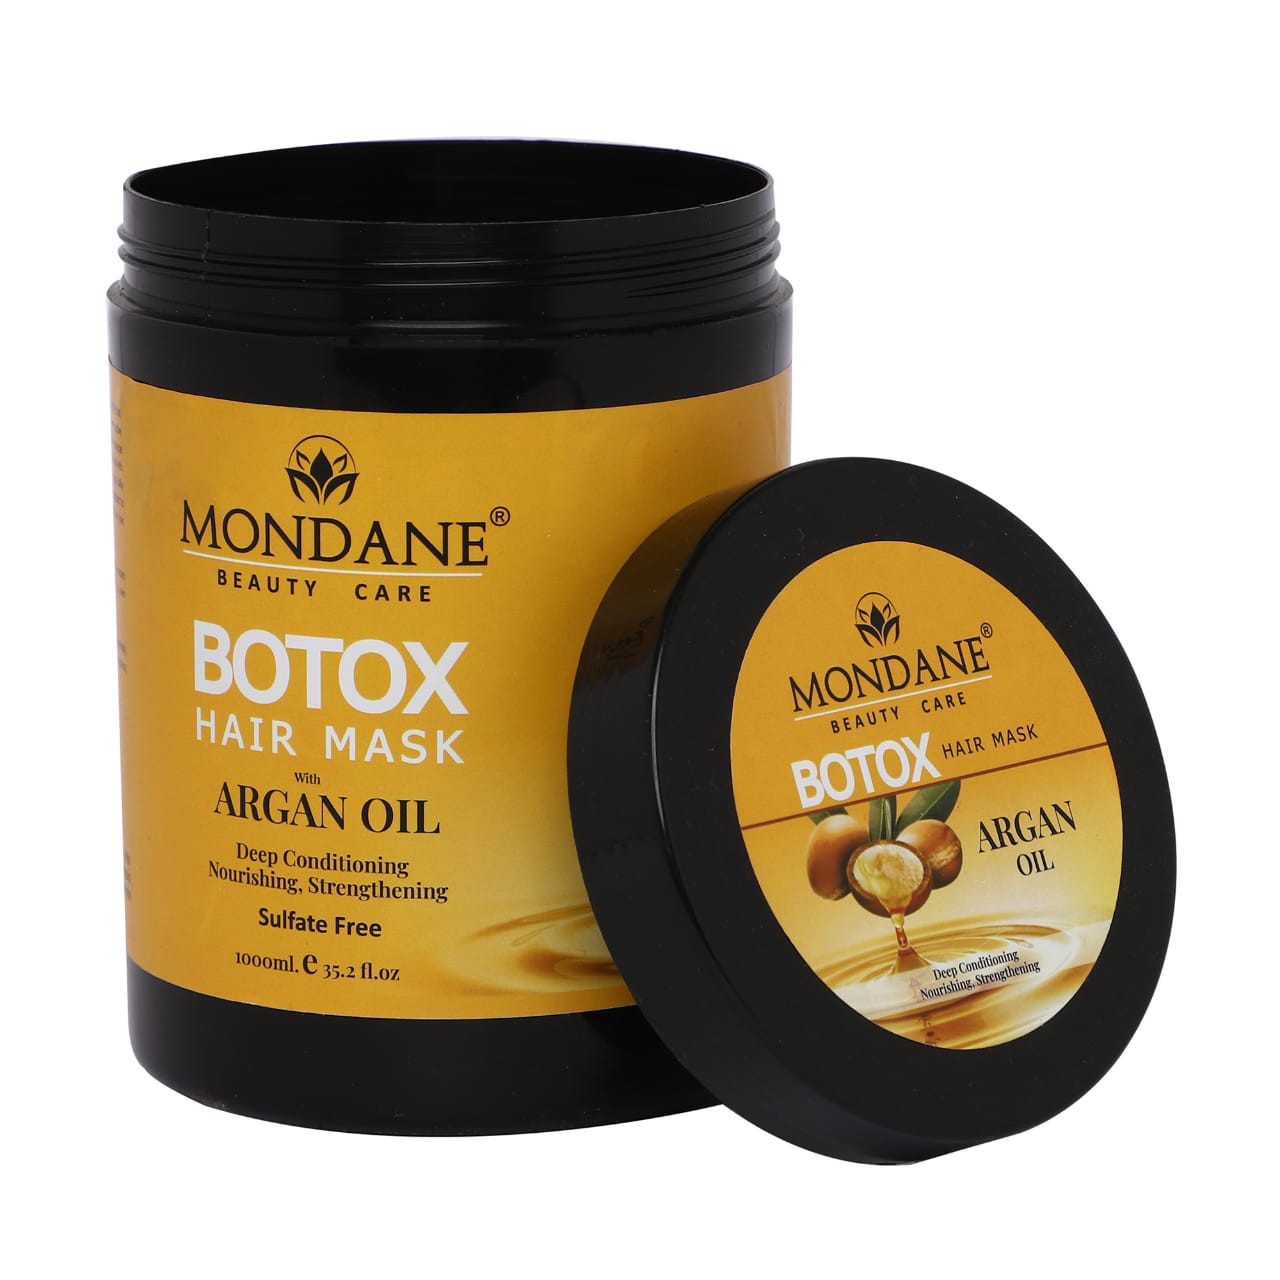 MONDANE®
BEAUTY CARE
BOTOX
HAIR MASK
With
ARGAN OIL
Deep Conditioning
Nourishing, Strengthening
Sulfate Free
1000ml. e 35.2 fl.oz
MONDANE®
BEAUTY CARE
BOTOX HAIR MASK
ARGAN
OIL
Deep Conditioning
Nourishing, Strengthening